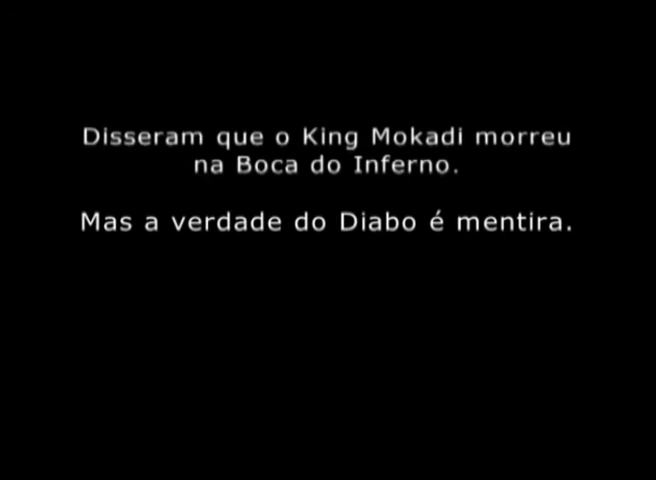 Disseram que o King Mokadi morreu
na Boca do Inferno.
Mas a verdade do Diabo é mentira.